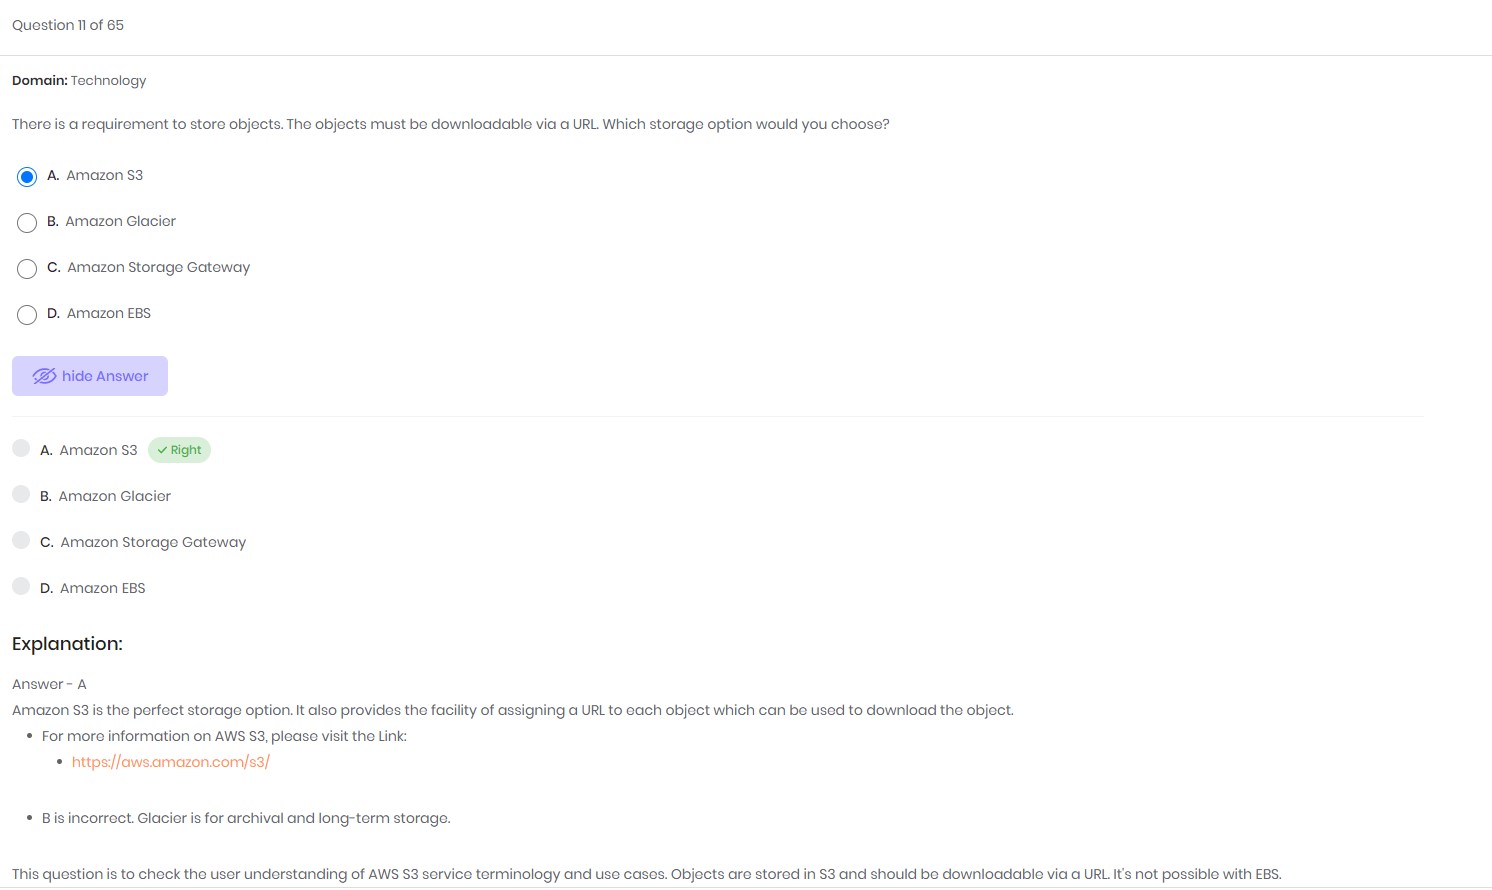 Question 11 of 65
Domain: Technology
There is a requirement to store objects. The objects must be downloadable via a URL. Which storage option would you choose?
A. Amazon S3
B. Amazon Glacier
C. Amazon Storage Gateway
D. Amazon EBS
hide Answer
A. Amazon S3 Right
B. Amazon Glacier
C. Amazon Storage Gateway
D. Amazon EBS
Explanation:
Answer - A
Amazon S3 is the perfect storage option. It also provides the facility of assigning a URL to each object which can be used to download the object.
• For more information on AWS S3, please visit the Link:
• https://aws.amazon.com/s3/
• B is incorrect. Glacier is for archival and long-term storage.
This question is to check the user understanding of AWS S3 service terminology and use cases. Objects are stored in S3 and should be downloadable via a URL. It's not possible with EBS.